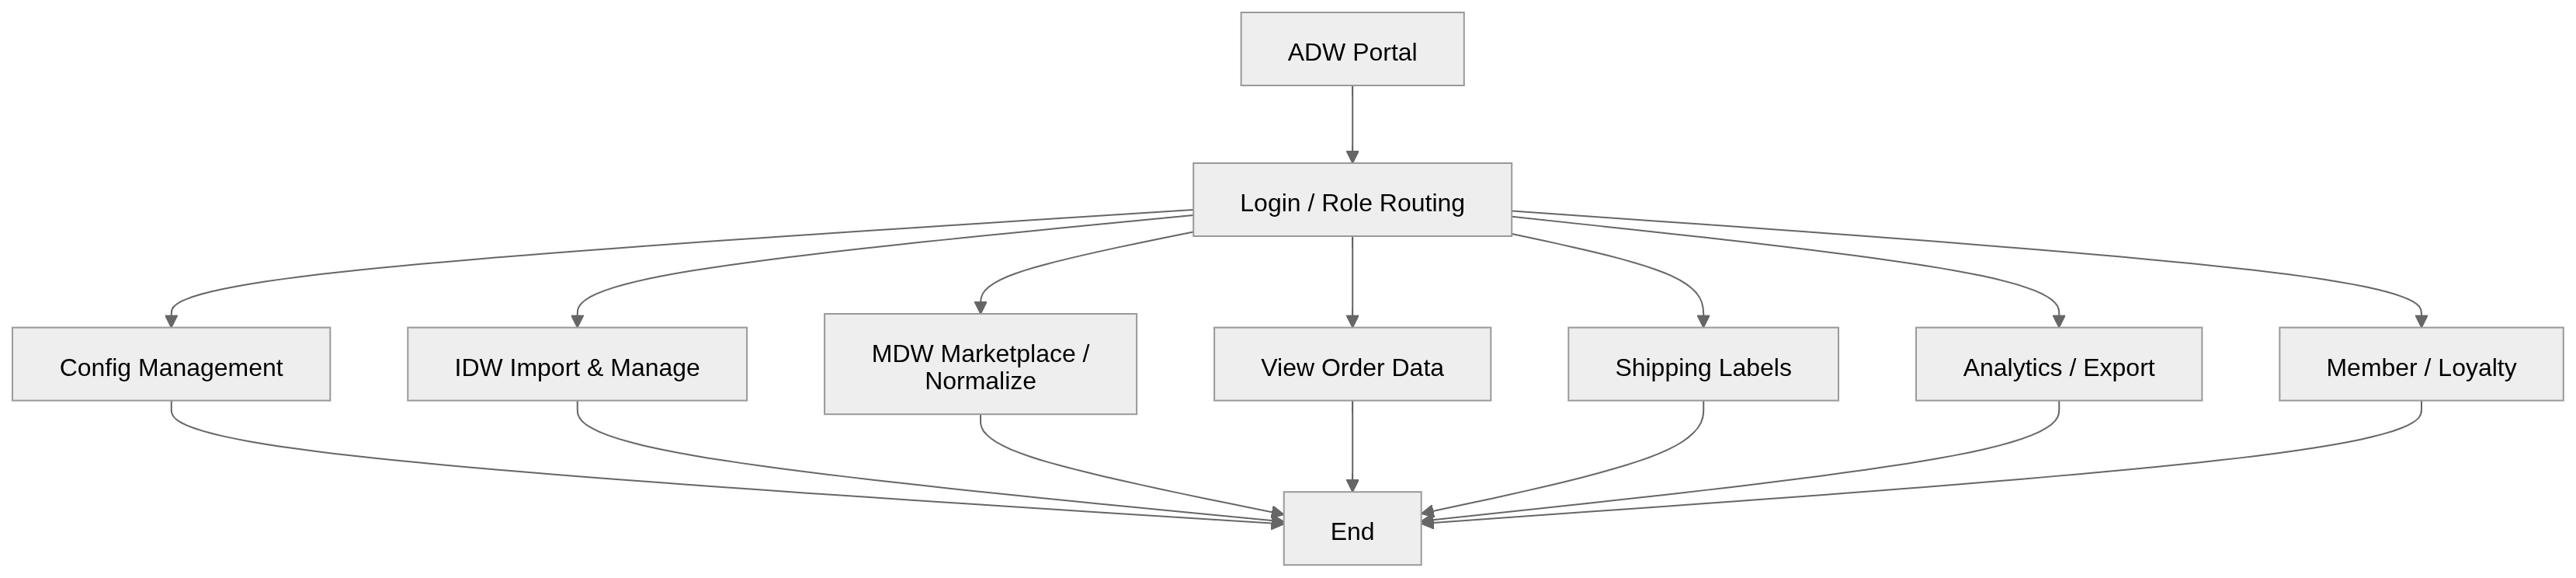 ADW Portal
Login / Role Routing
Config Management
IDW Import & Manage
MDW Marketplace /
Normalize
View Order Data
Shipping Labels
Analytics / Export
Member / Loyalty
End